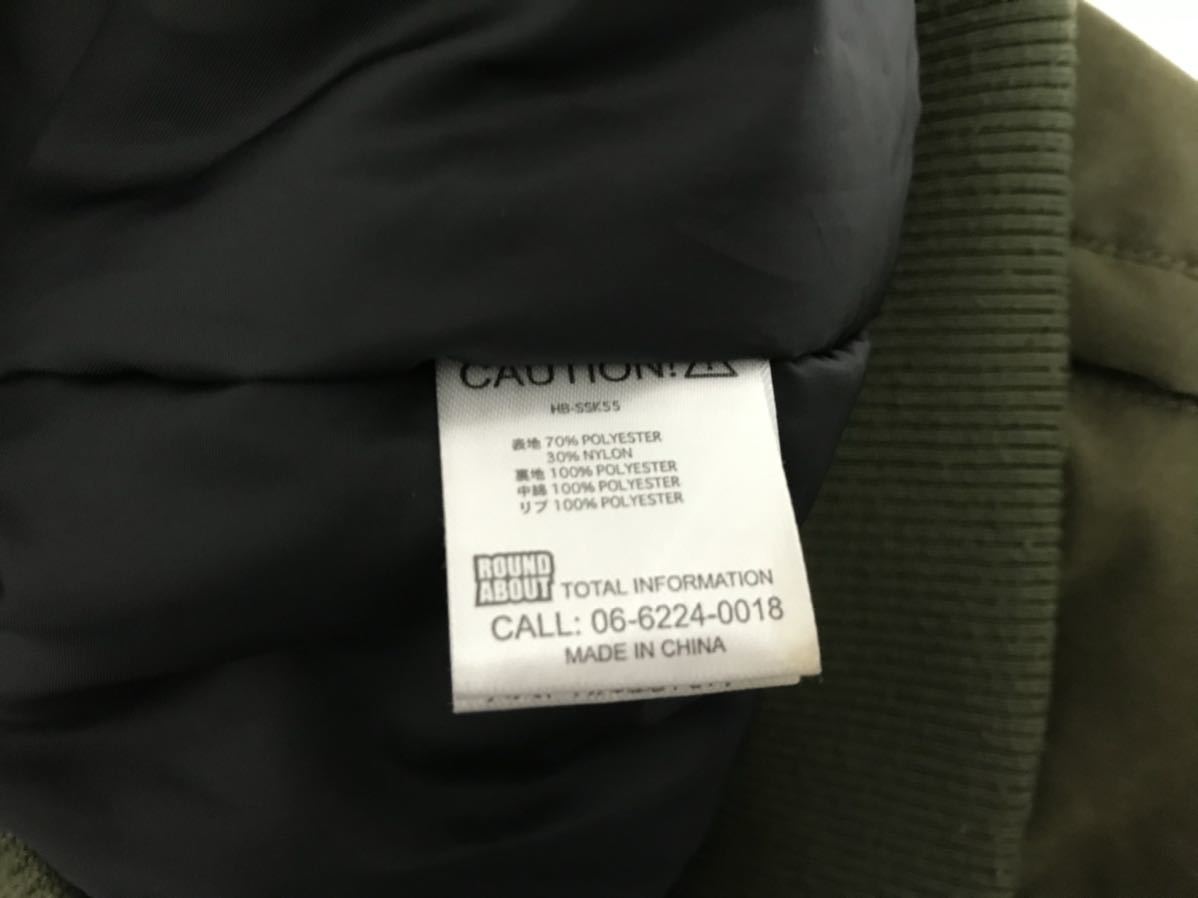 CAUTION!
HB-SSK55
表地 70% POLYESTER
30% NYLON
裏地 100% POLYESTER
中綿 100% POLYESTER
リブ 100% POLYESTER
ROUND
ABOUT TOTAL INFORMATION
CALL: 06-6224-0018
MADE IN CHINA